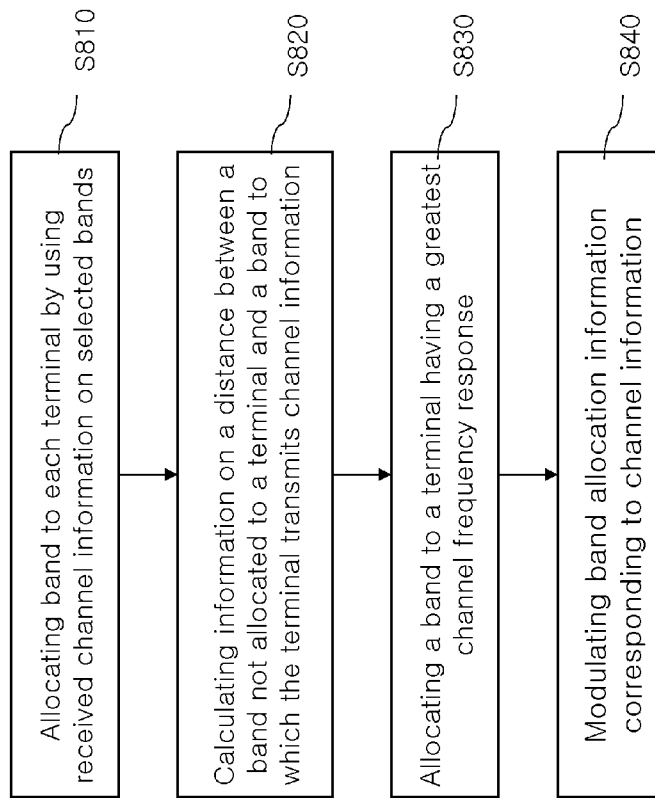 Allocating band to each terminal by using
received channel information on selected bands
S810
Calculating information on a distance between a
band not allocated to a terminal and a band to
which the terminal transmits channel information
S820
Allocating a band to a terminal having a greatest
channel frequency response
S830
Modulating band allocation information
corresponding to channel information
S840